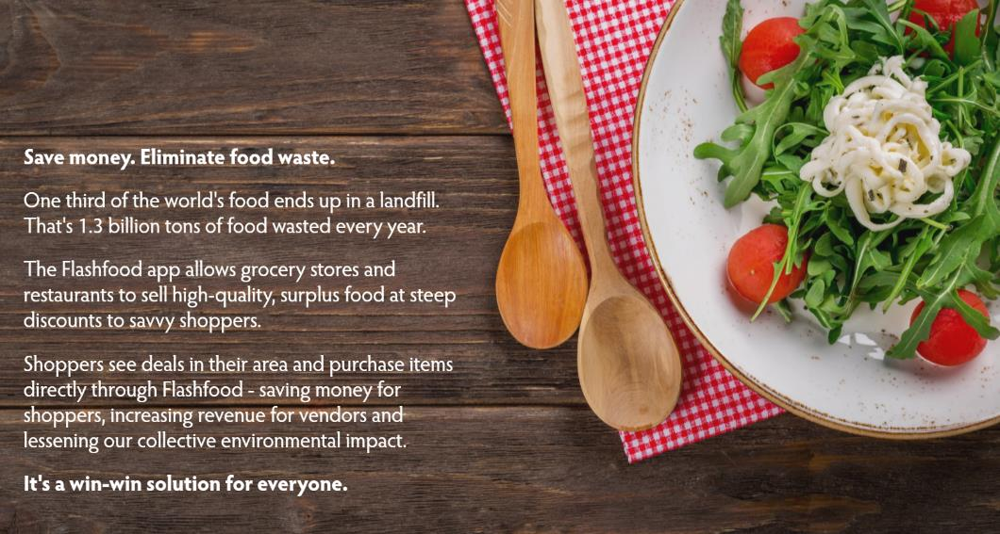 Save money. Eliminate food waste.
One third of the world's food ends up in a landfill.
That's 1.3 billion tons of food wasted every year.
The Flashfood app allows grocery stores and
restaurants to sell high-quality, surplus food at steep
discounts to savvy shoppers.
Shoppers see deals in their area and purchase items
directly through Flashfood - saving money for
shoppers, increasing revenue for vendors and
lessening our collective environmental impact.
It's a win-win solution for everyone.